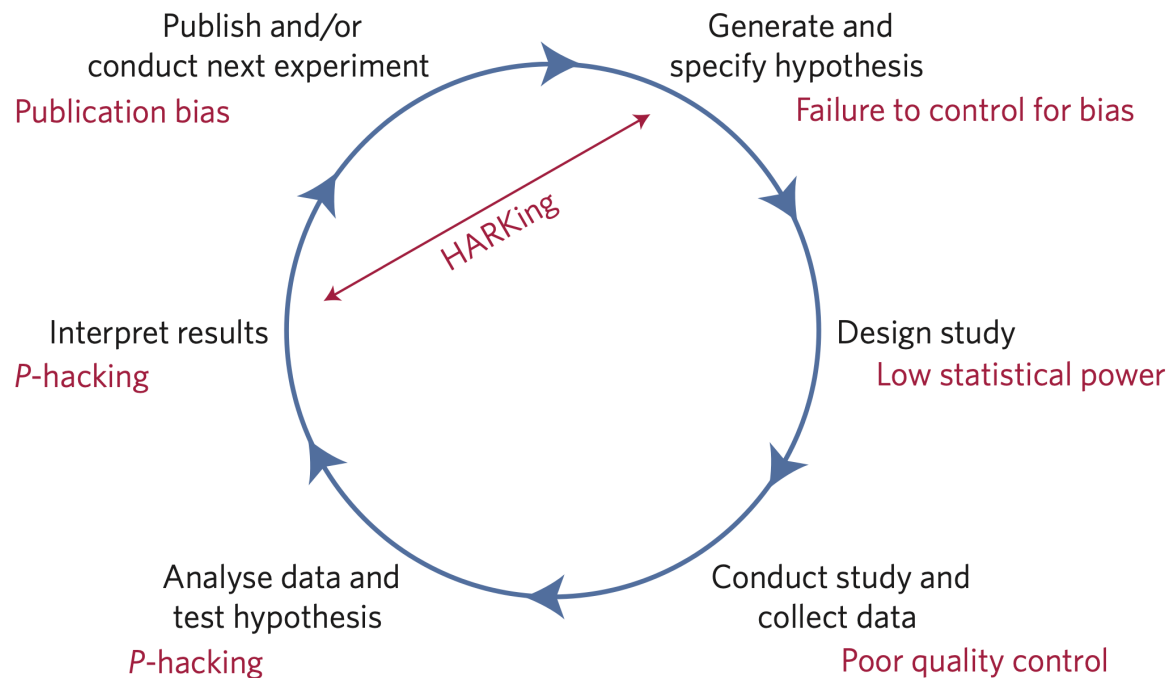 Publish and/or
conduct next experiment
Publication bias
Generate and
specify hypothesis
Failure to control for bias
HARKing
Interpret results
P-hacking
Design study
Low statistical power
Analyse data and
test hypothesis
P-hacking
Conduct study and
collect data
Poor quality control